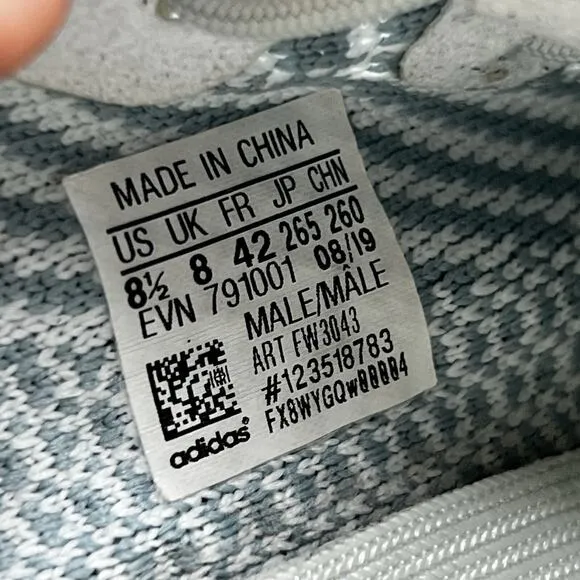 MADE IN CHINA
US UK FR JP CHN
8½ 8 42 265 260
EVN 791001 08/19
MALE/MÂLE
ART FW3043
#123518783
FX8WYGQW00004
adidas®